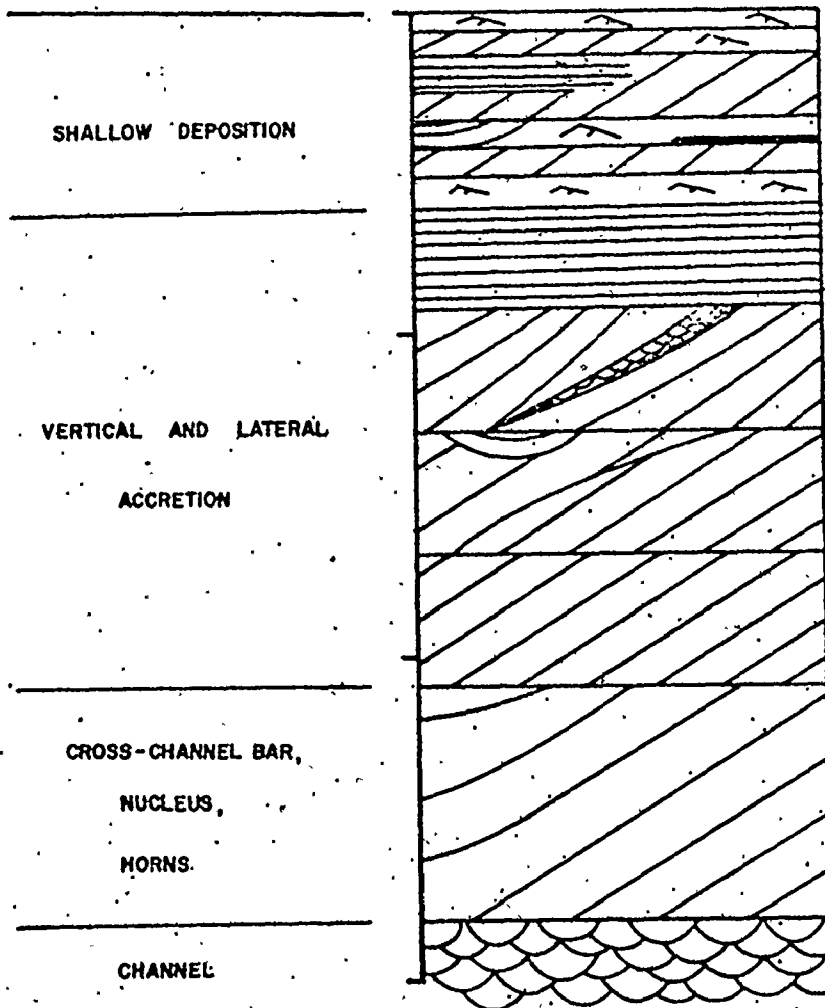 SHALLOW DEPOSITION
VERTICAL AND LATERAL
ACCRETION
CROSS-CHANNEL BAR,
NUCLEUS,
HORNS.
CHANNEL